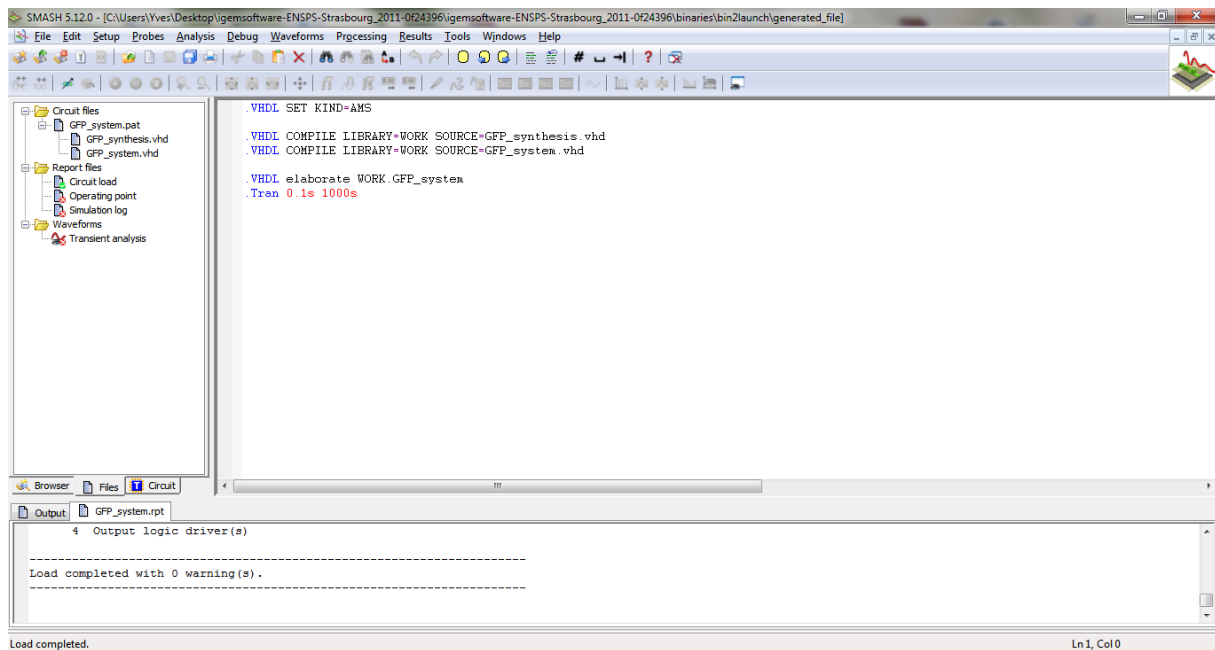 SMASH 5.12.0 - [C:\Users\Yves\Desktop\igemsoftware-ENSPS-Strasbourg_2011-0f24396\igemsoftware-ENSPS-Strasbourg_2011-0f24396\binaries\bin2launch\generated_file]
File Edit Setup Probes Analysis Debug Waveforms Processing Results Tools Windows Help
Circuit files
GFP_system.pat
GFP_synthesis.vhd
GFP_system.vhd
Report files
Circuit load
Operating point
Simulation log
Waveforms
Transient analysis
.VHDL SET KIND=AMS
.VHDL COMPILE LIBRARY=WORK SOURCE=GFP_synthesis.vhd
.VHDL COMPILE LIBRARY=WORK SOURCE=GFP_system.vhd
.VHDL elaborate WORK.GFP_system
.Tran 0.1s 1000s
Browser Files Circuit
Output GFP_system.rpt
4 Output logic driver(s)
----------------------------------------------------------------------
Load completed with 0 warning(s).
----------------------------------------------------------------------
Load completed. Ln 1, Col 0